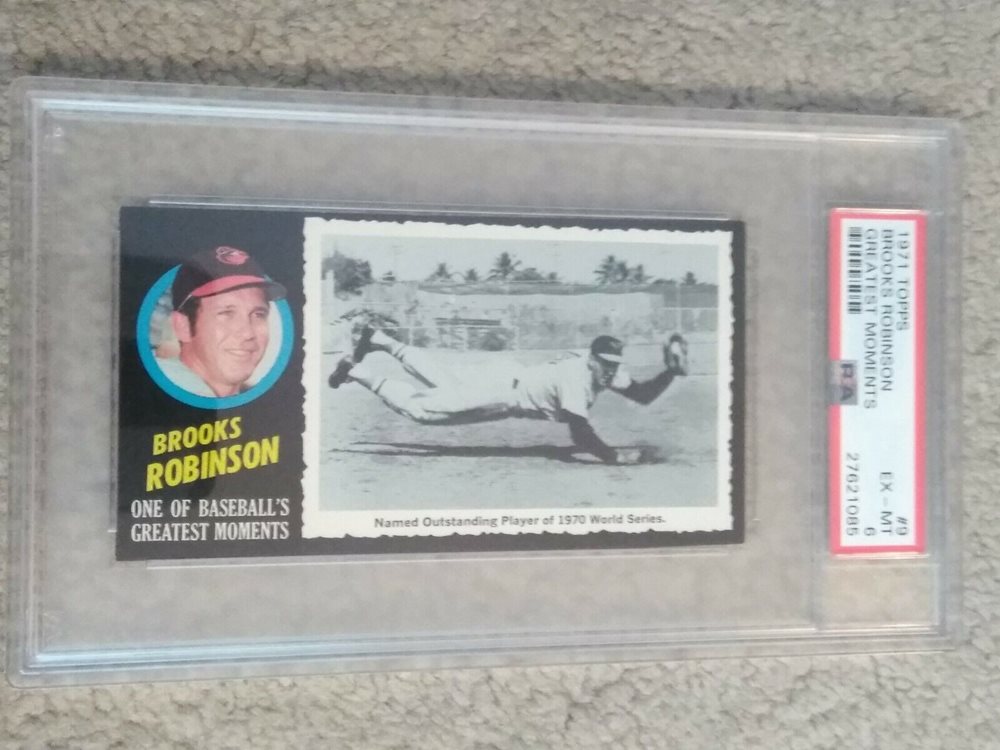 BROOKS
ROBINSON
ONE OF BASEBALL'S
GREATEST MOMENTS
Named Outstanding Player of 1970 World Series.
1971 TOPPS #9
BROOKS ROBINSON EX-MT
GREATEST MOMENTS 6
PSA 27621085